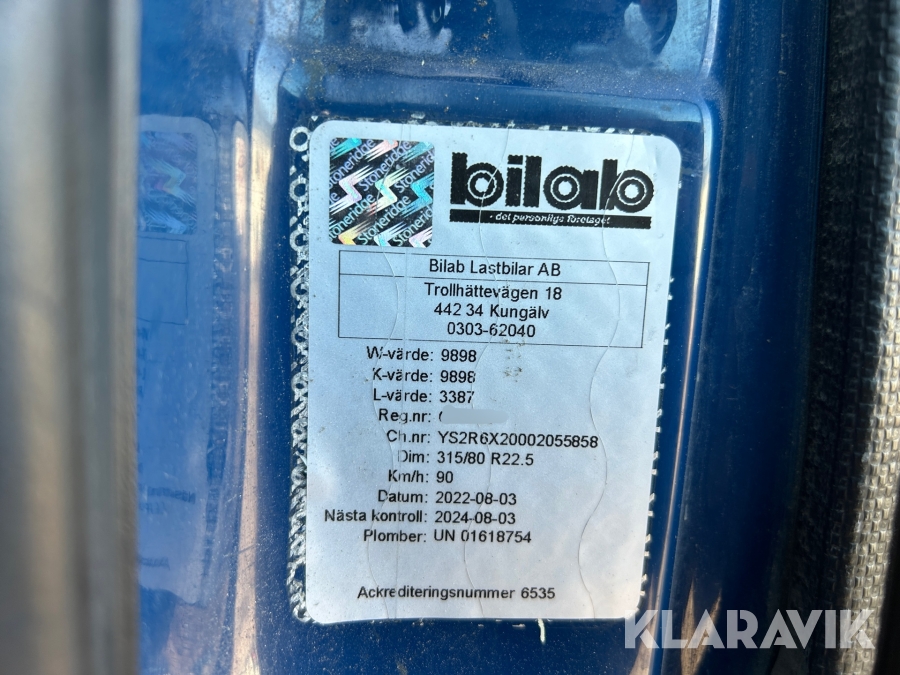 Stoneridge
bilab
- det personliga företaget
Bilab Lastbilar AB
Trollhättevägen 18
442 34 Kungälv
0303-62040
W-värde: 9898
K-värde: 9898
L-värde: 3387
Reg.nr:
Ch.nr: YS2R6X20002055858
Dim: 315/80 R22.5
Km/h: 90
Datum: 2022-08-03
Nästa kontroll: 2024-08-03
Plomber: UN 01618754
Ackrediteringsnummer 6535
KLARAVIK